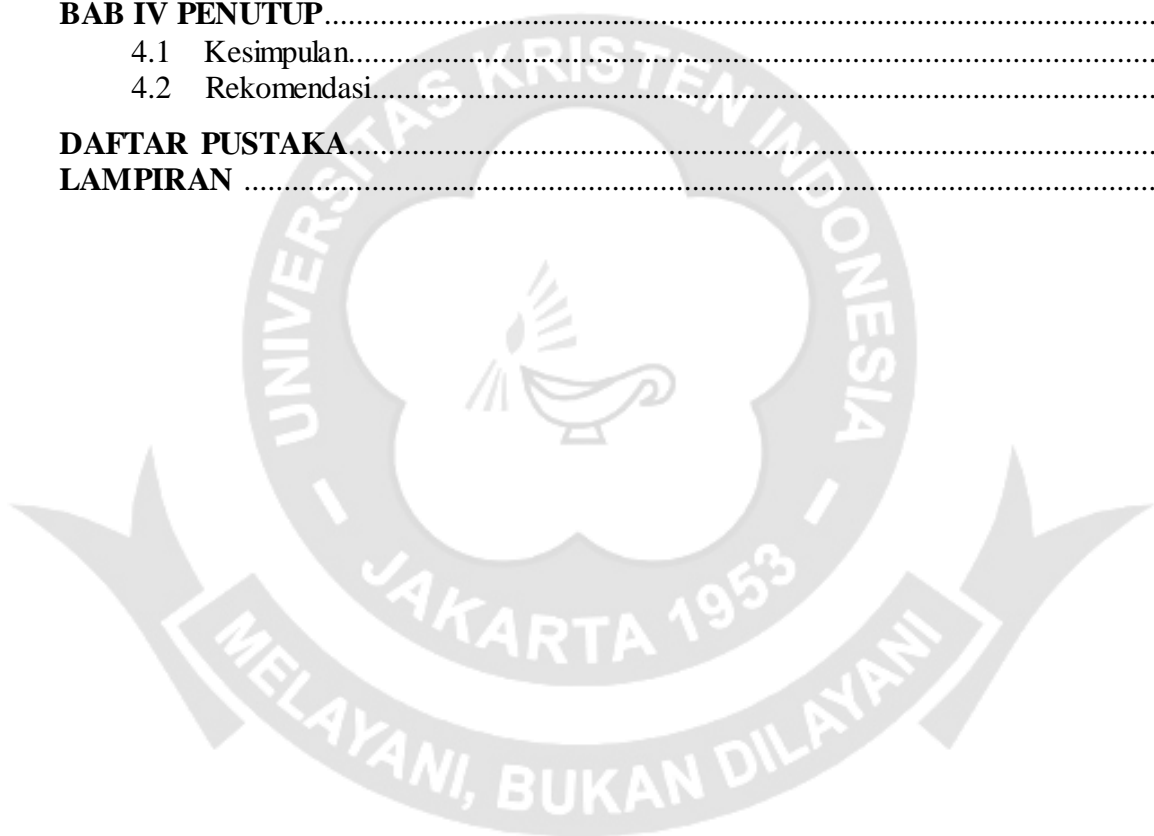 BAB IV PENUTUP........................................................................................................
4.1 Kesimpulan.....................................................................................................
4.2 Rekomendasi..................................................................................................
DAFTAR PUSTAKA.....................................................................................................
LAMPIRAN ..................................................................................................................
UNIVERSITAS KRISTEN INDONESIA
JAKARTA 1953
MELAYANI, BUKAN DILAYANI